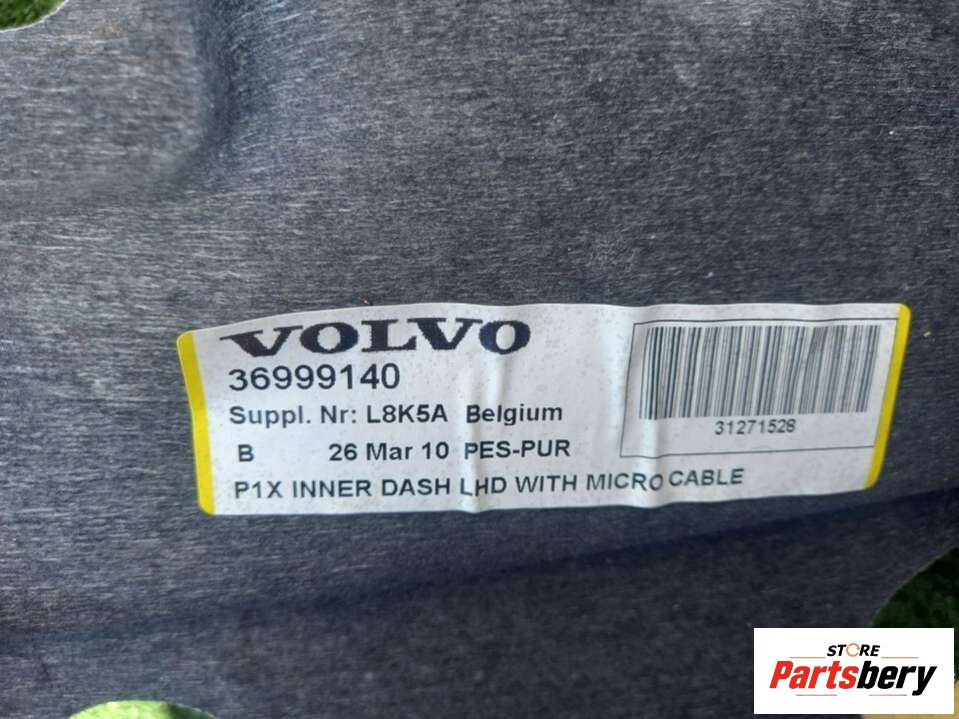 VOLVO
36999140
Suppl. Nr: L8K5A Belgium
B 26 Mar 10 PES-PUR
P1X INNER DASH LHD WITH MICRO CABLE
31271528
STORE
Partsbery